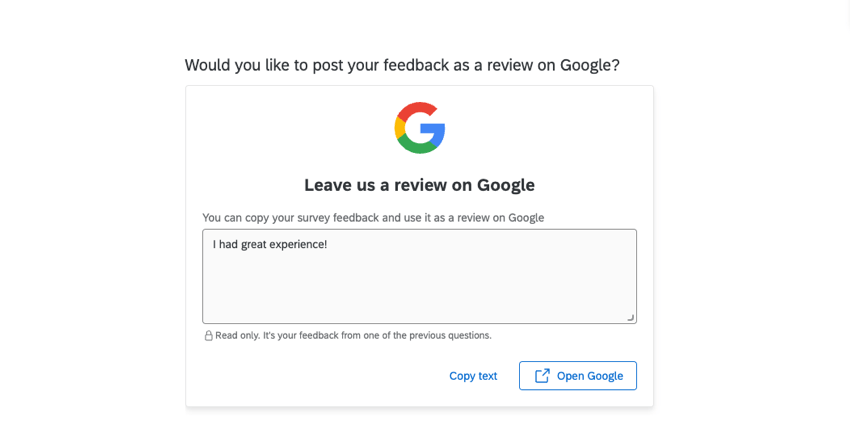 Would you like to post your feedback as a review on Google?
Leave us a review on Google
You can copy your survey feedback and use it as a review on Google
I had great experience!
Read only. It's your feedback from one of the previous questions.
Copy text
Open Google